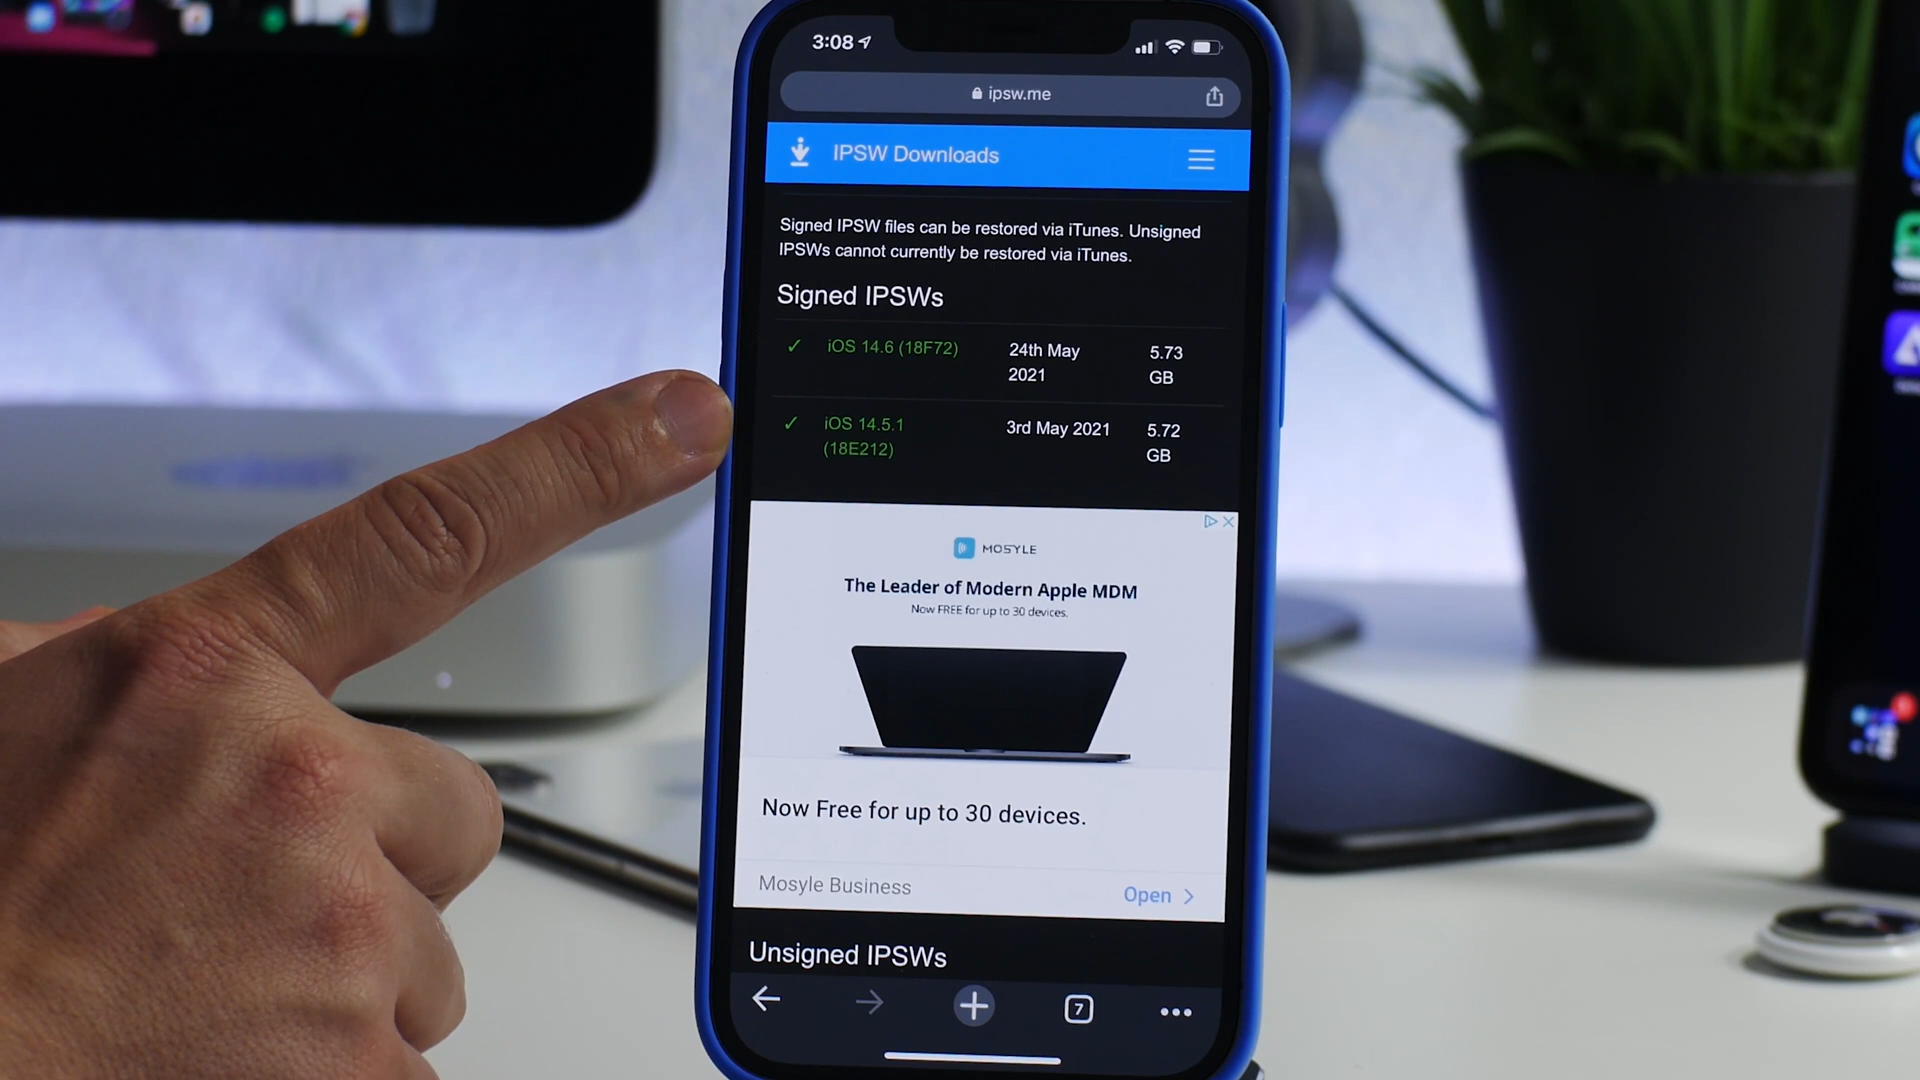 3:08
ipsw.me
IPSW Downloads
Signed IPSW files can be restored via iTunes. Unsigned
IPSWs cannot currently be restored via iTunes.
Signed IPSWs
✓ iOS 14.6 (18F72) 24th May 5.73
2021 GB
✓ iOS 14.5.1 3rd May 2021 5.72
(18E212) GB
MOSYLE
The Leader of Modern Apple MDM
Now FREE for up to 30 devices.
Now Free for up to 30 devices.
Mosyle Business Open
Unsigned IPSWs
7